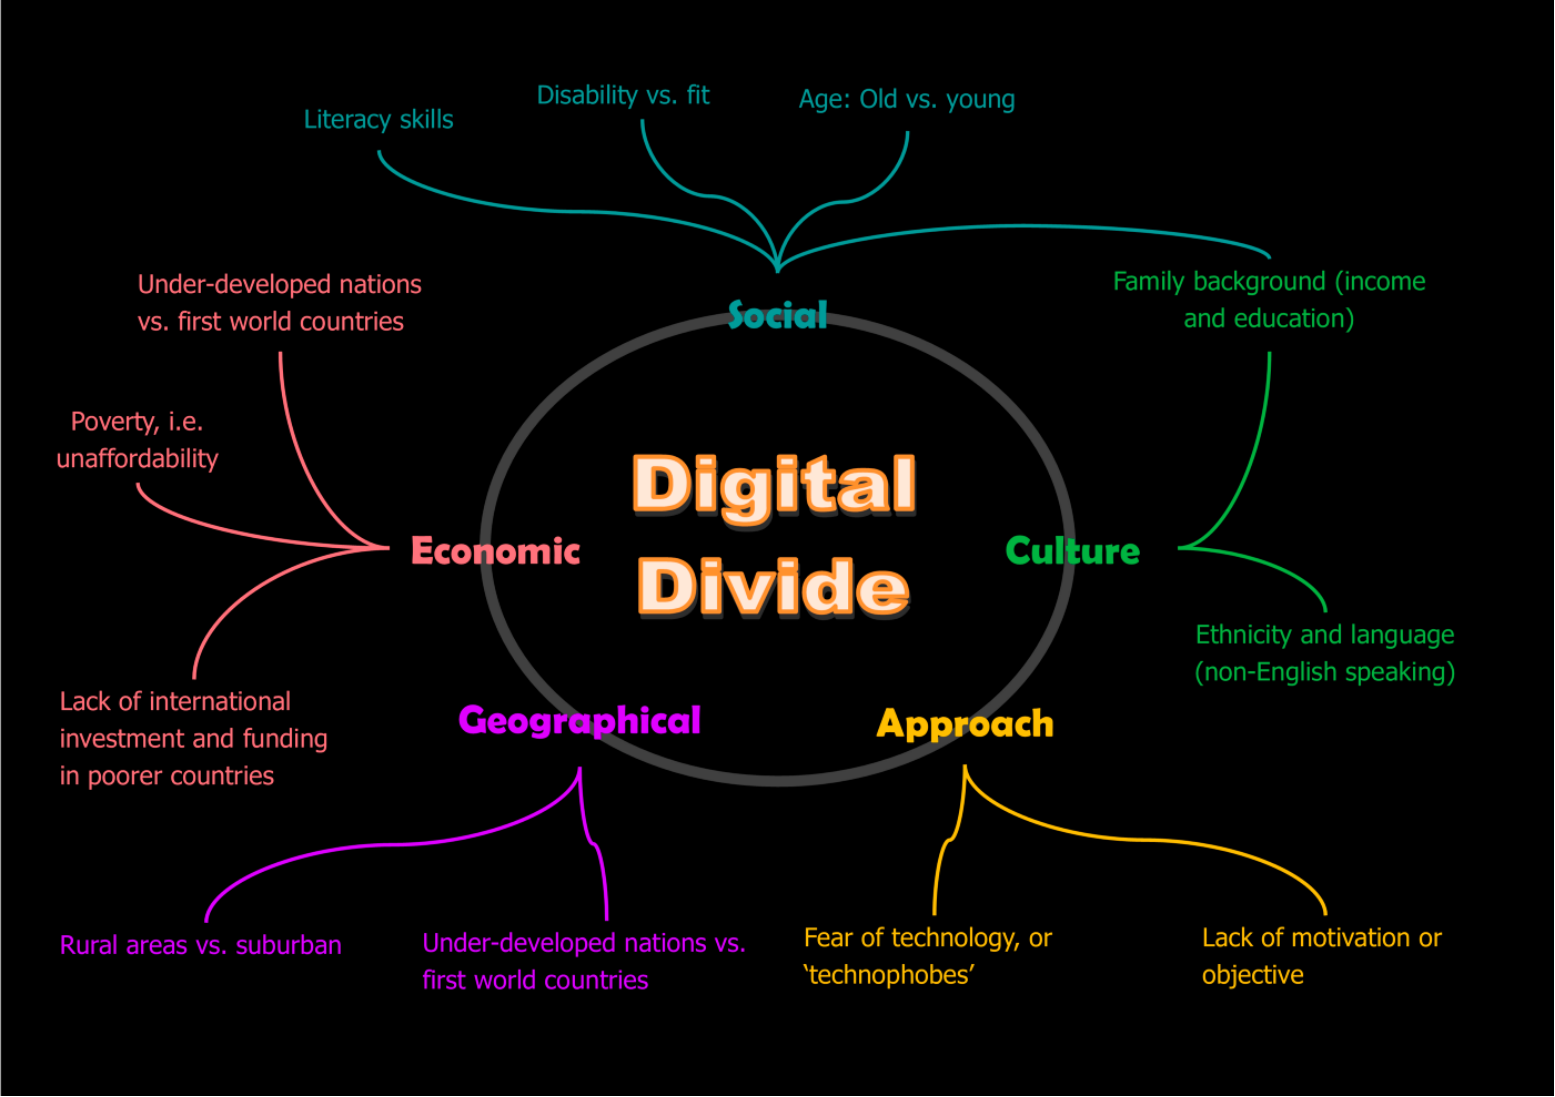 Disability vs. fit
Age: Old vs. young
Literacy skills
Under-developed nations
vs. first world countries
Family background (income
and education)
Social
Poverty, i.e.
unaffordability
Digital
Divide
Economic
Culture
Ethnicity and language
(non-English speaking)
Lack of international
investment and funding
in poorer countries
Geographical
Approach
Rural areas vs. suburban
Under-developed nations vs.
first world countries
Fear of technology, or
‘technophobes’
Lack of motivation or
objective